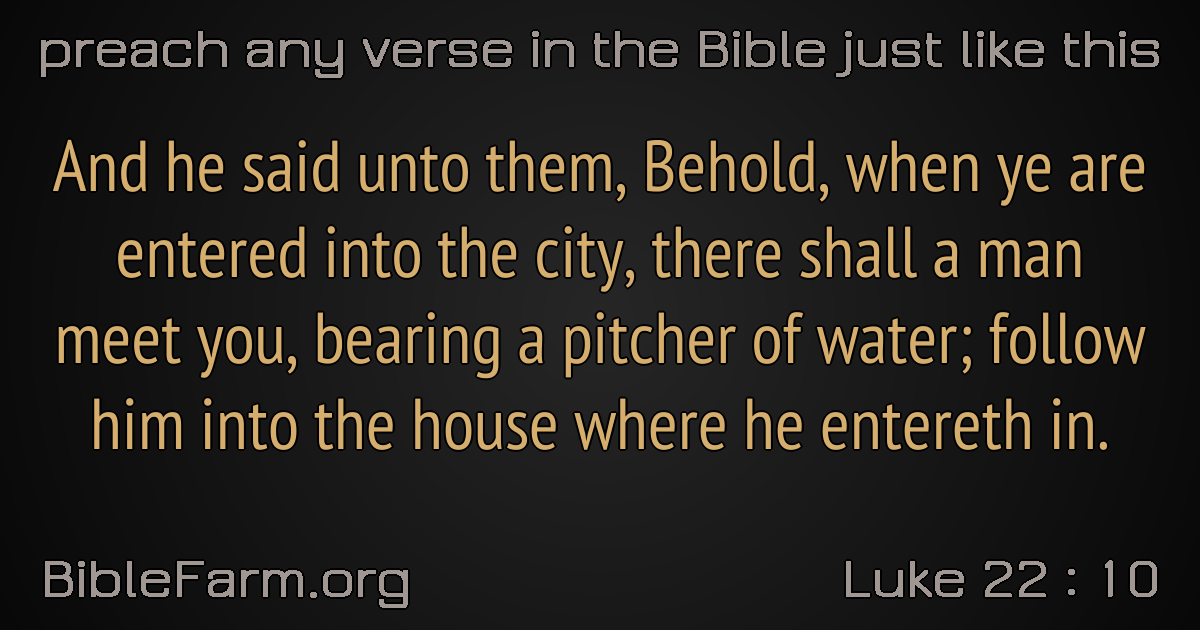 preach any verse in the Bible just like this
And he said unto them, Behold, when ye are
entered into the city, there shall a man
meet you, bearing a pitcher of water; follow
him into the house where he entereth in.
BibleFarm.org
Luke 22 : 10